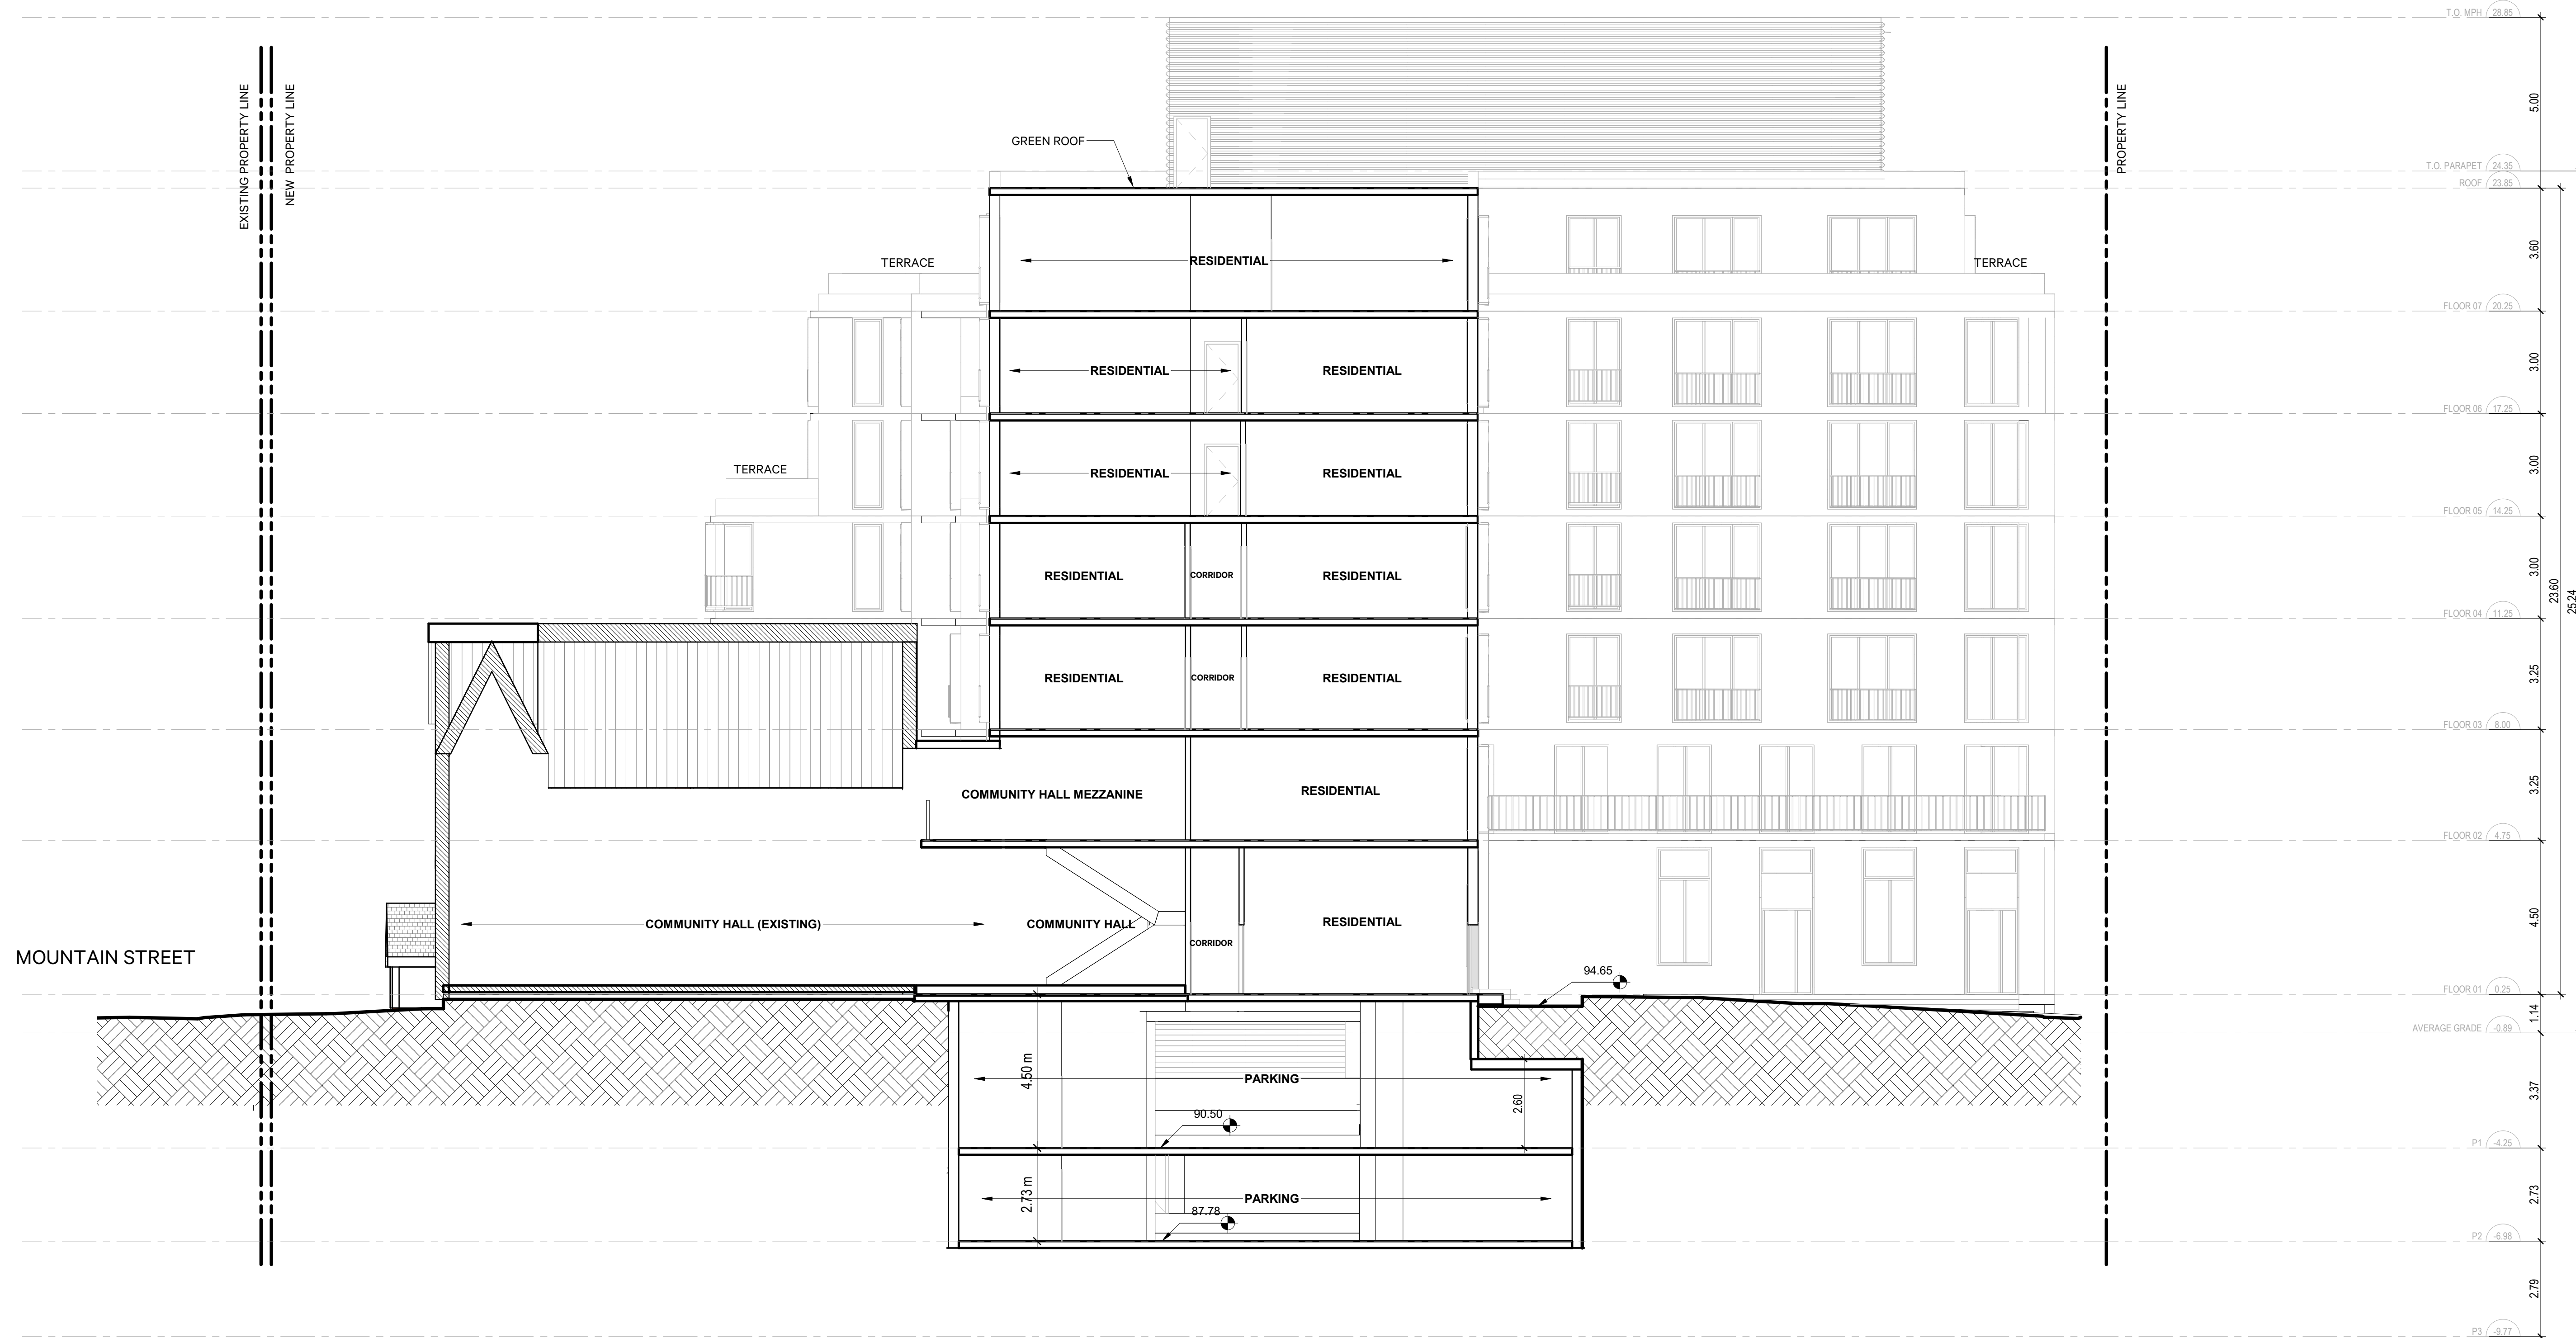 T.O. MPH 28.85
EXISTING PROPERTY LINE
NEW PROPERTY LINE
PROPERTY LINE
5.00
GREEN ROOF
T.O. PARAPET 24.35
ROOF 23.85
RESIDENTIAL
TERRACE
TERRACE
3.60
FLOOR 07 20.25
RESIDENTIAL
RESIDENTIAL
3.00
FLOOR 06 17.25
TERRACE
RESIDENTIAL
RESIDENTIAL
3.00
FLOOR 05 14.25
RESIDENTIAL
CORRIDOR
RESIDENTIAL
3.00
23.60
25.24
FLOOR 04 11.25
RESIDENTIAL
CORRIDOR
RESIDENTIAL
3.25
FLOOR 03 8.00
COMMUNITY HALL MEZZANINE
RESIDENTIAL
3.25
FLOOR 02 4.75
COMMUNITY HALL (EXISTING)
COMMUNITY HALL
CORRIDOR
RESIDENTIAL
4.50
MOUNTAIN STREET
94.65
FLOOR 01 0.25
1.14
AVERAGE GRADE -0.89
4.50 m
PARKING
2.60
3.37
90.50
P1 -4.25
2.73 m
PARKING
2.73
87.78
P2 -6.98
2.79
P3 -9.77